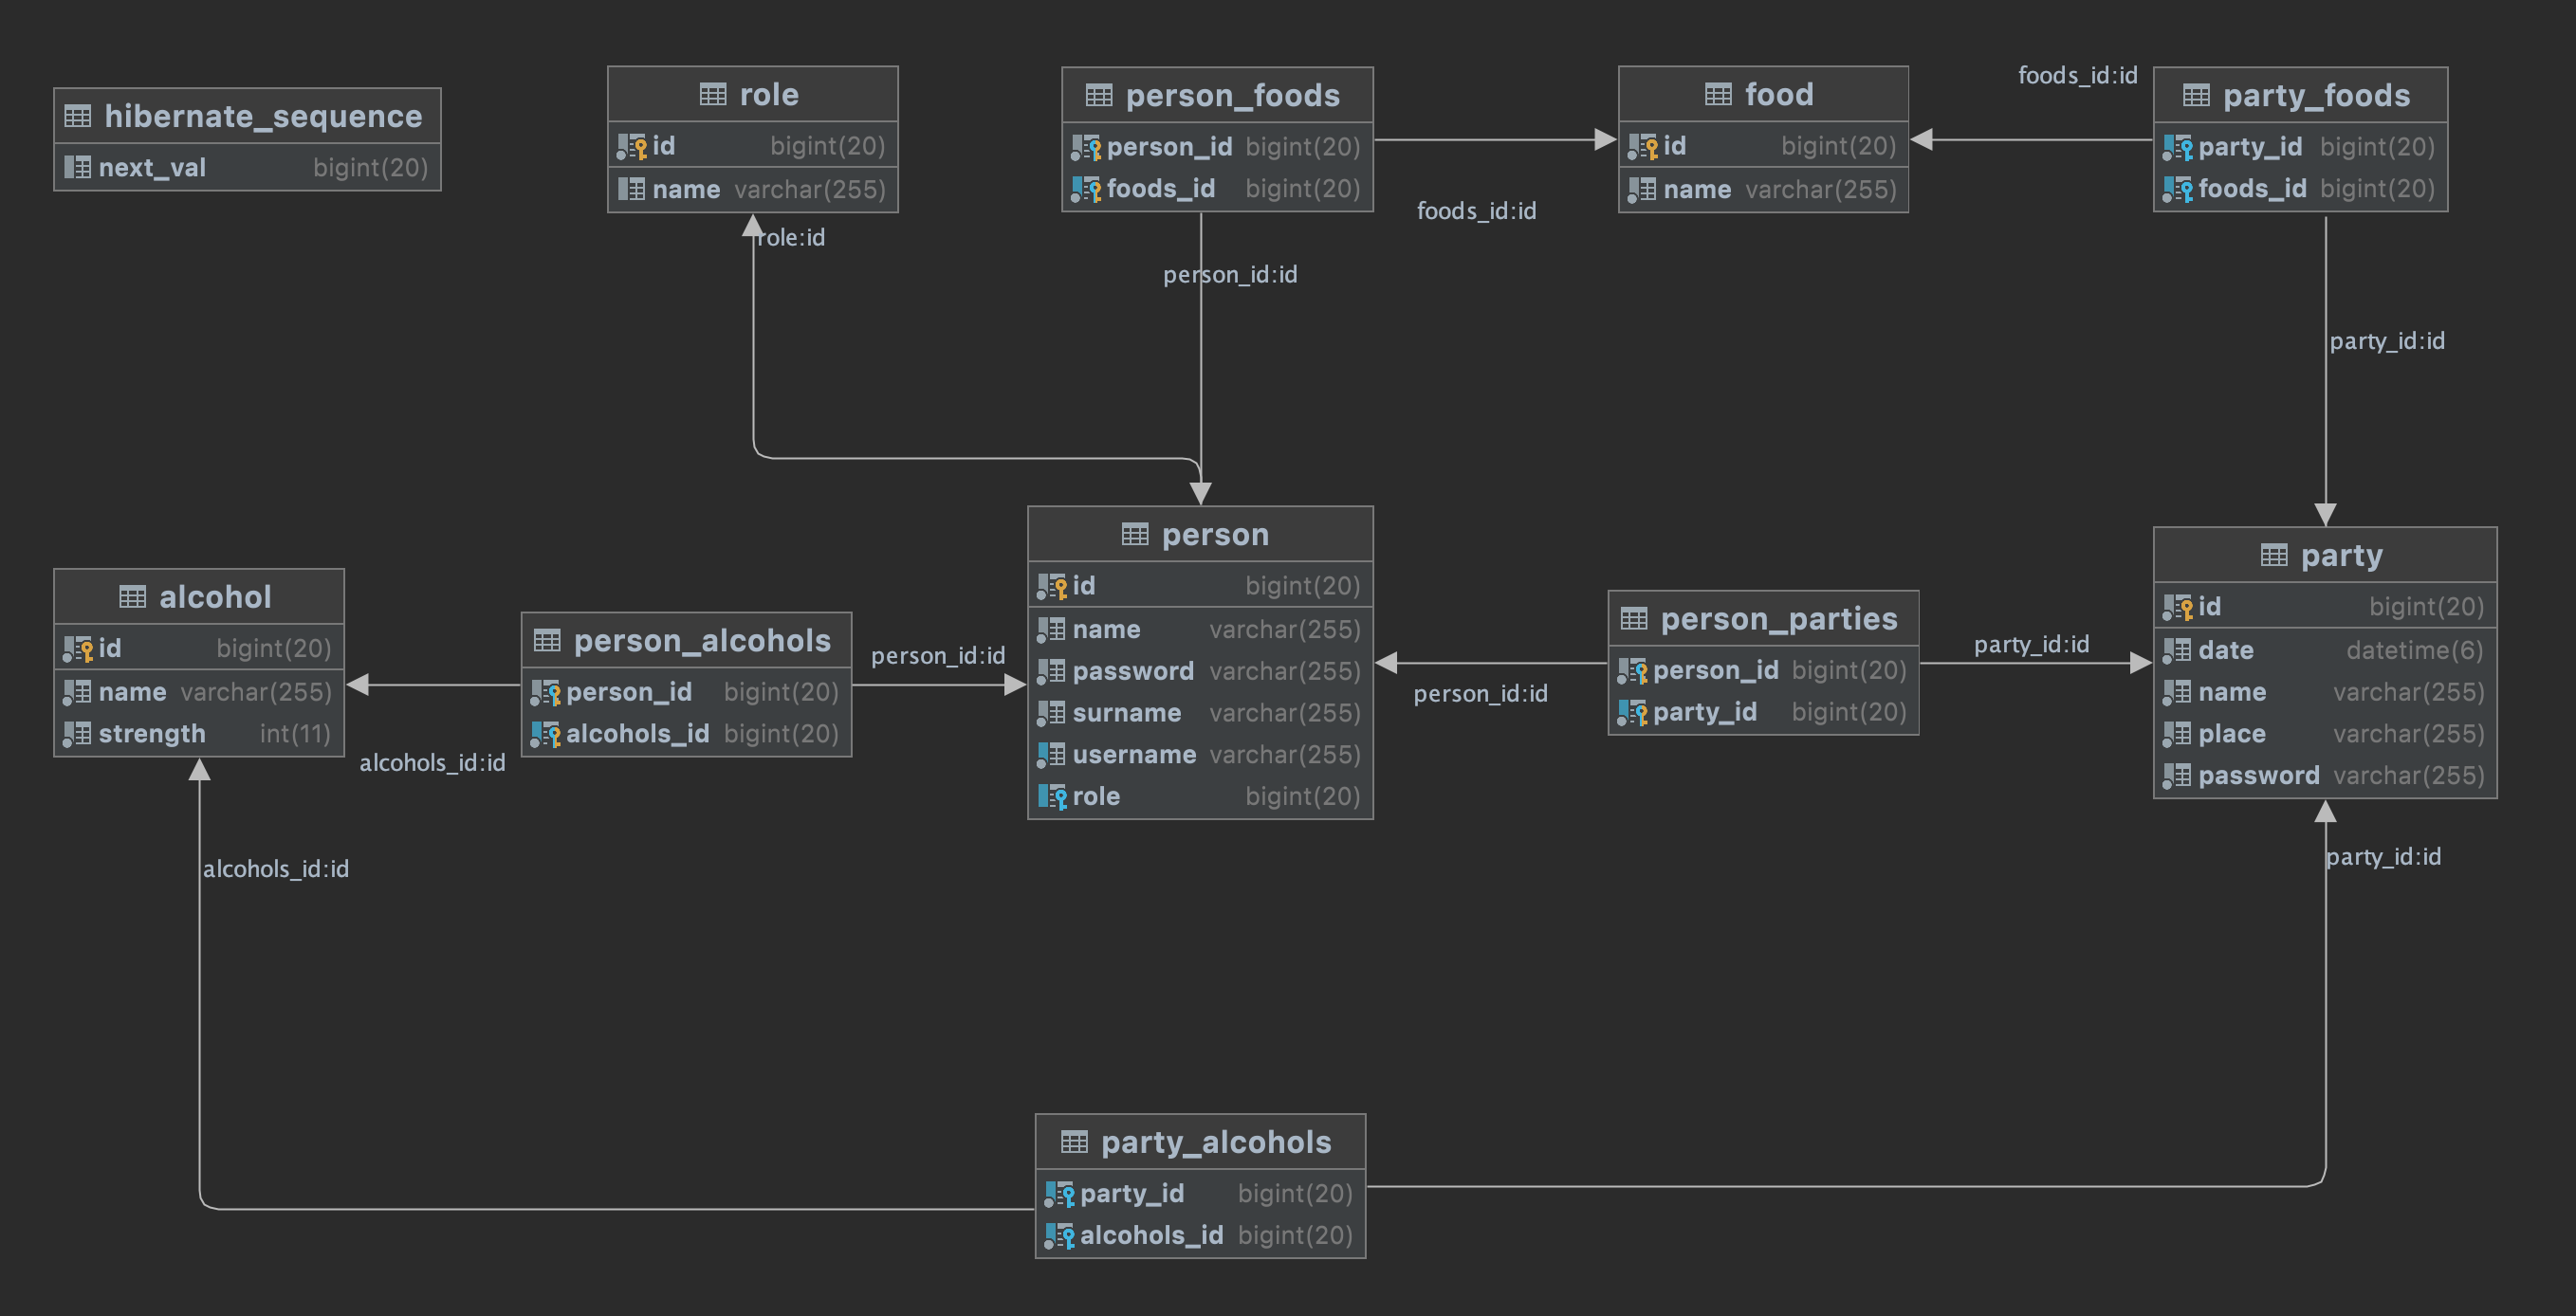 hibernate_sequence
next_val bigint(20)
role
id bigint(20)
name varchar(255)
role:id
person_foods
person_id bigint(20)
foods_id bigint(20)
foods_id:id
person_id:id
food
id bigint(20)
name varchar(255)
foods_id:id
party_foods
party_id bigint(20)
foods_id bigint(20)
party_id:id
alcohol
id bigint(20)
name varchar(255)
strength int(11)
alcohols_id:id
person_alcohols
person_id bigint(20)
alcohols_id bigint(20)
person_id:id
person
id bigint(20)
name varchar(255)
password varchar(255)
surname varchar(255)
username varchar(255)
role bigint(20)
person_id:id
person_parties
person_id bigint(20)
party_id bigint(20)
party_id:id
party
id bigint(20)
date datetime(6)
name varchar(255)
place varchar(255)
password varchar(255)
alcohols_id:id
party_id:id
party_alcohols
party_id bigint(20)
alcohols_id bigint(20)